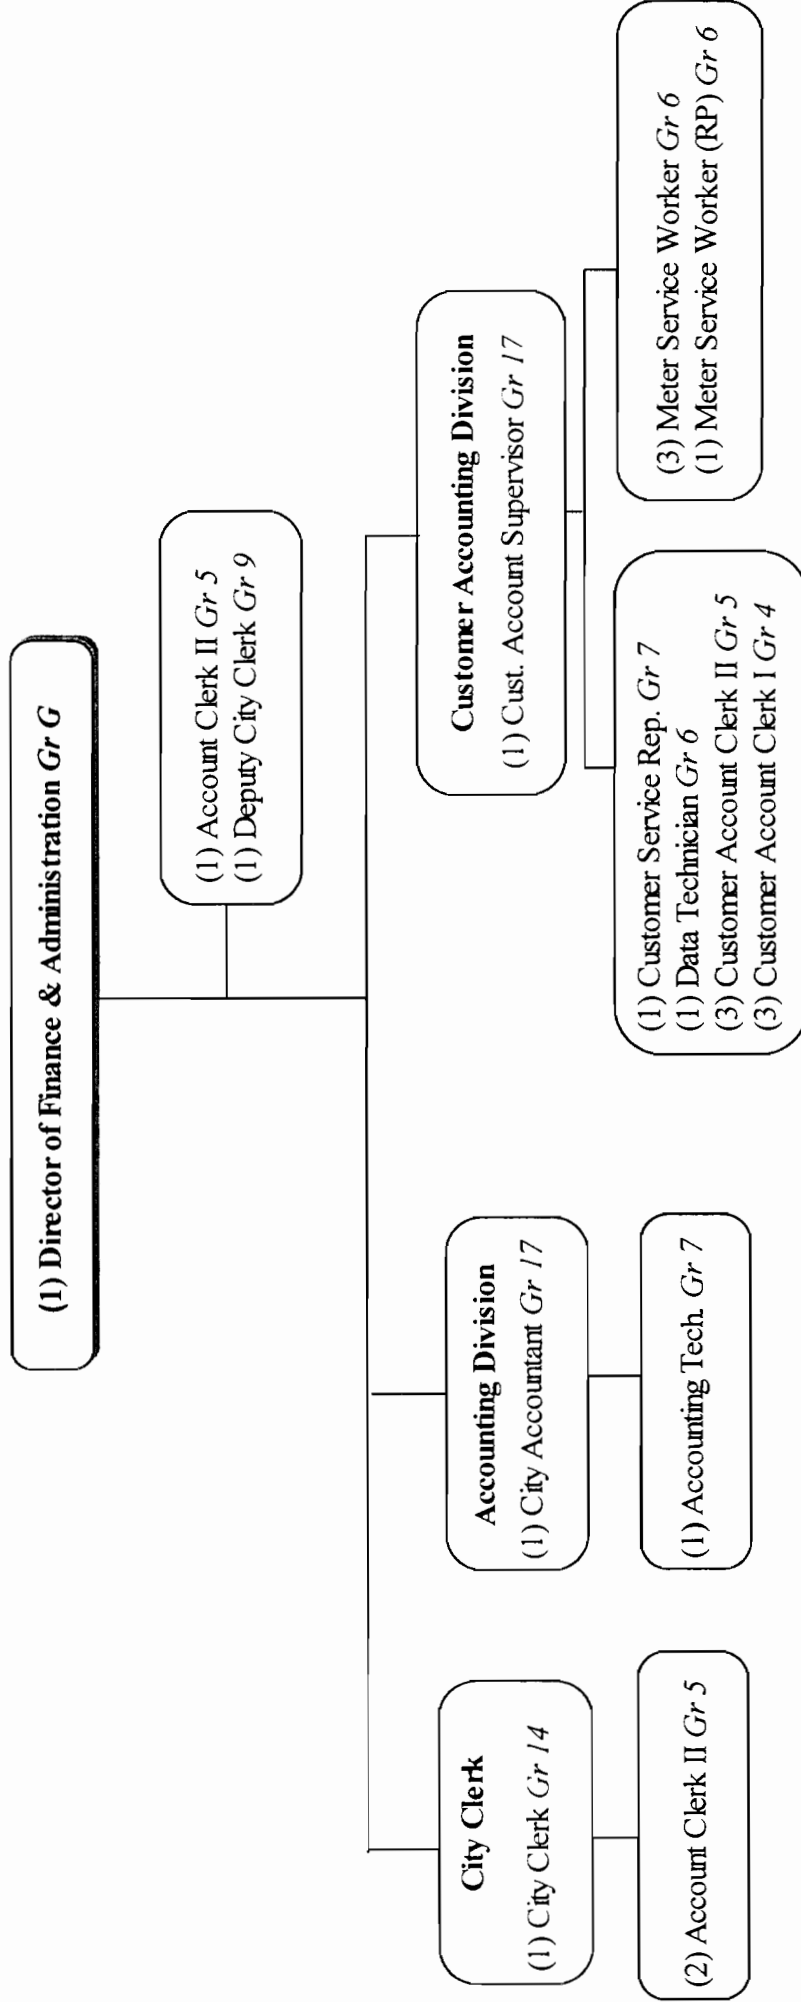 (1) Director of Finance & Administration Gr G
(1) Account Clerk II Gr 5
(1) Deputy City Clerk Gr 9
City Clerk
(1) City Clerk Gr 14
(2) Account Clerk II Gr 5
Accounting Division
(1) City Accountant Gr 17
(1) Accounting Tech. Gr 7
Customer Accounting Division
(1) Cust. Account Supervisor Gr 17
(1) Customer Service Rep. Gr 7
(1) Data Technician Gr 6
(3) Customer Account Clerk II Gr 5
(3) Customer Account Clerk I Gr 4
(3) Meter Service Worker Gr 6
(1) Meter Service Worker (RP) Gr 6